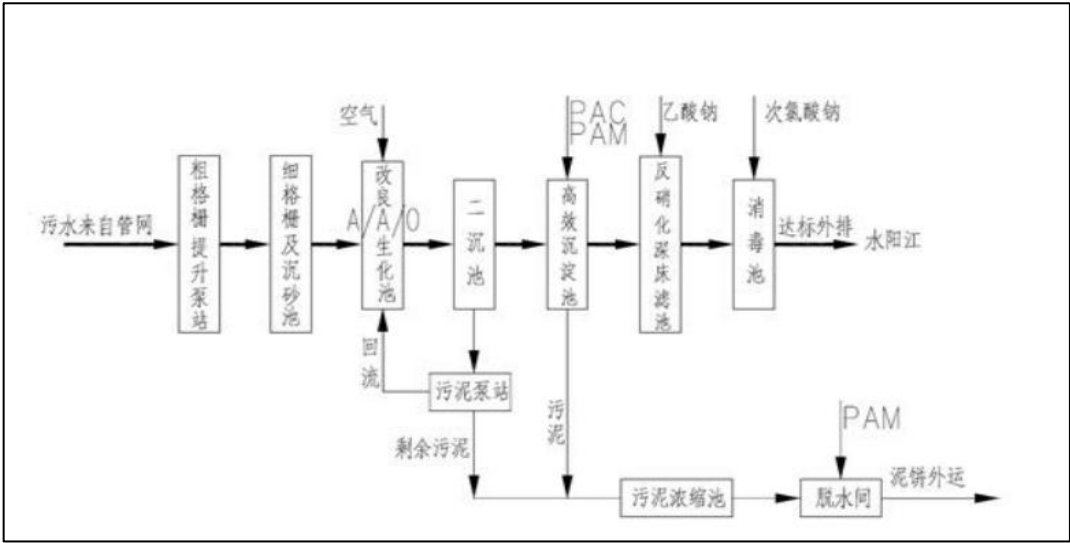 空气
PAC
PAM
乙酸钠
次氯酸钠
污水来自管网
粗格栅提升泵站
细格栅及沉砂池
改良A/A/O生化池
二沉池
高效沉淀池
反硝化深床滤池
消毒池
达标外排
水阳江
回流
污泥泵站
剩余污泥
污泥
污泥浓缩池
PAM
脱水间
泥饼外运